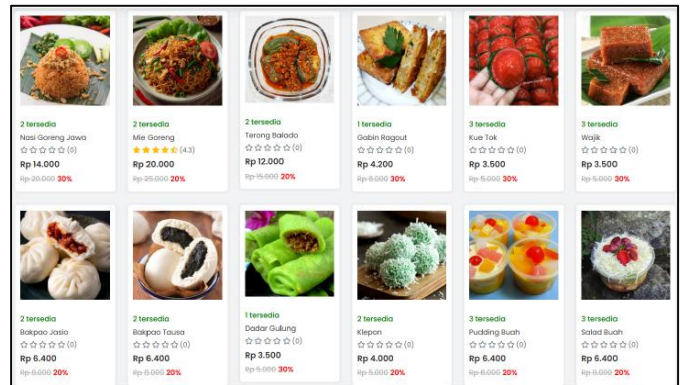 2 tersedia
Nasi Goreng Jawa
(0)
Rp 14.000
Rp 20.000 30%
2 tersedia
Mie Goreng
(4.3)
Rp 20.000
Rp 25.000 20%
2 tersedia
Terong Balado
(0)
Rp 12.000
Rp 15.000 20%
1 tersedia
Gabin Ragout
(0)
Rp 4.200
Rp 6.000 30%
3 tersedia
Kue Tok
(0)
Rp 3.500
Rp 5.000 30%
3 tersedia
Wajik
(0)
Rp 3.500
Rp 5.000 30%
2 tersedia
Bakpao Jasio
(0)
Rp 6.400
Rp 8.000 20%
2 tersedia
Bakpao Tausa
(0)
Rp 6.400
Rp 8.000 20%
1 tersedia
Dadar Gulung
(0)
Rp 3.500
Rp 5.000 30%
2 tersedia
Klepon
(0)
Rp 4.000
Rp 5.000 20%
3 tersedia
Pudding Buah
(0)
Rp 6.400
Rp 8.000 20%
3 tersedia
Salad Buah
(0)
Rp 6.400
Rp 8.000 20%